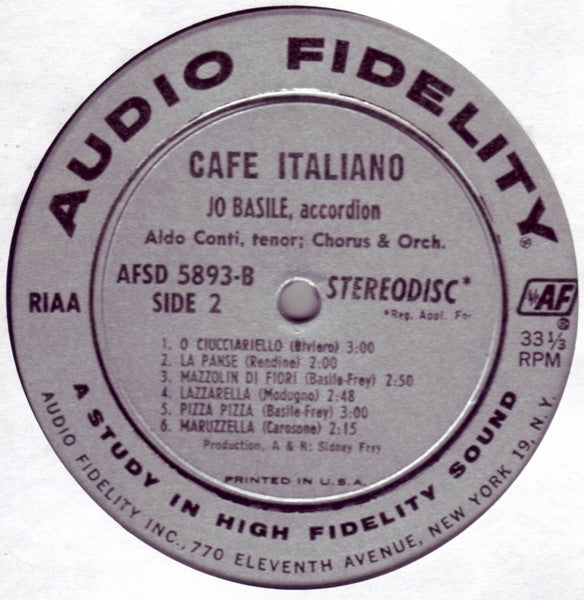 AUDIO FIDELITY®
CAFE ITALIANO
JO BASILE, accordion
Aldo Conti, tenor; Chorus & Orch.
AFSD 5893-B
SIDE 2
STEREODISC*
*Reg. Appl. For
RIAA
AF®
33⅓
RPM
1. O CIUCCIARIELLO (Biviero) 3:00
2. LA PANSE (Rendine) 2:00
3. MAZZOLIN DI FIORI (Basile-Frey) 2:50
4. LAZZARELLA (Modugno) 2:48
5. PIZZA PIZZA (Basile-Frey) 3:00
6. MARUZZELLA (Carosone) 2:15
Production, A & R: Sidney Frey
PRINTED IN U.S.A.
A STUDY IN HIGH FIDELITY SOUND
AUDIO FIDELITY INC., 770 ELEVENTH AVENUE, NEW YORK 19, N.Y.